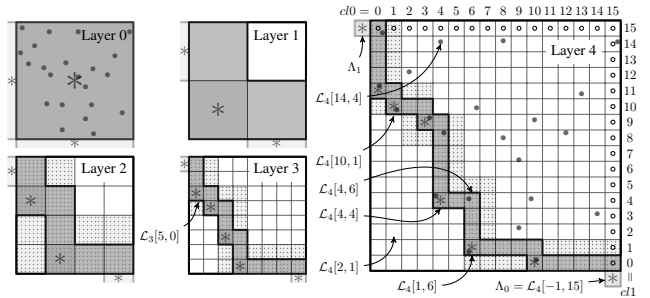 Layer 0
Layer 1
Layer 2
Layer 3
ℒ₃[5, 0]
cl0 = 0 1 2 3 4 5 6 7 8 9 10 11 12 13 14 15
Layer 4
15
14
13
12
11
10
9
8
7
6
5
4
3
2
1
0
Λ₁
ℒ₄[14, 4]
ℒ₄[10, 1]
ℒ₄[4, 6]
ℒ₄[4, 4]
ℒ₄[2, 1]
ℒ₄[1, 6]
Λ₀ = ℒ₄[−1, 15]
=
cl1